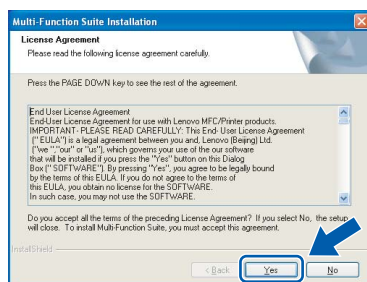 Multi-Function Suite Installation
License Agreement
Please read the following license agreement carefully.
Press the PAGE DOWN key to see the rest of the agreement.
End User License Agreement
End-User License Agreement for use with Lenovo MFC/Printer products.
IMPORTANT - PLEASE READ CAREFULLY: This End- User License Agreement
(" EULA") is a legal agreement between you and, Lenovo (Beijing) Ltd.
("we ","our" or "us"), which governs your use of the our software
that will be installed if you press the "Yes" button on this Dialog
Box (" SOFTWARE"). By pressing "Yes", you agree to be legally bound
by the terms of this EULA. If you do not agree to the terms of
this EULA, you obtain no license for the SOFTWARE.
In such case, you may not use the SOFTWARE.
Do you accept all the terms of the preceding License Agreement? If you select No, the setup
will close. To install Multi-Function Suite, you must accept this agreement.
InstallShield
< Back
Yes
No